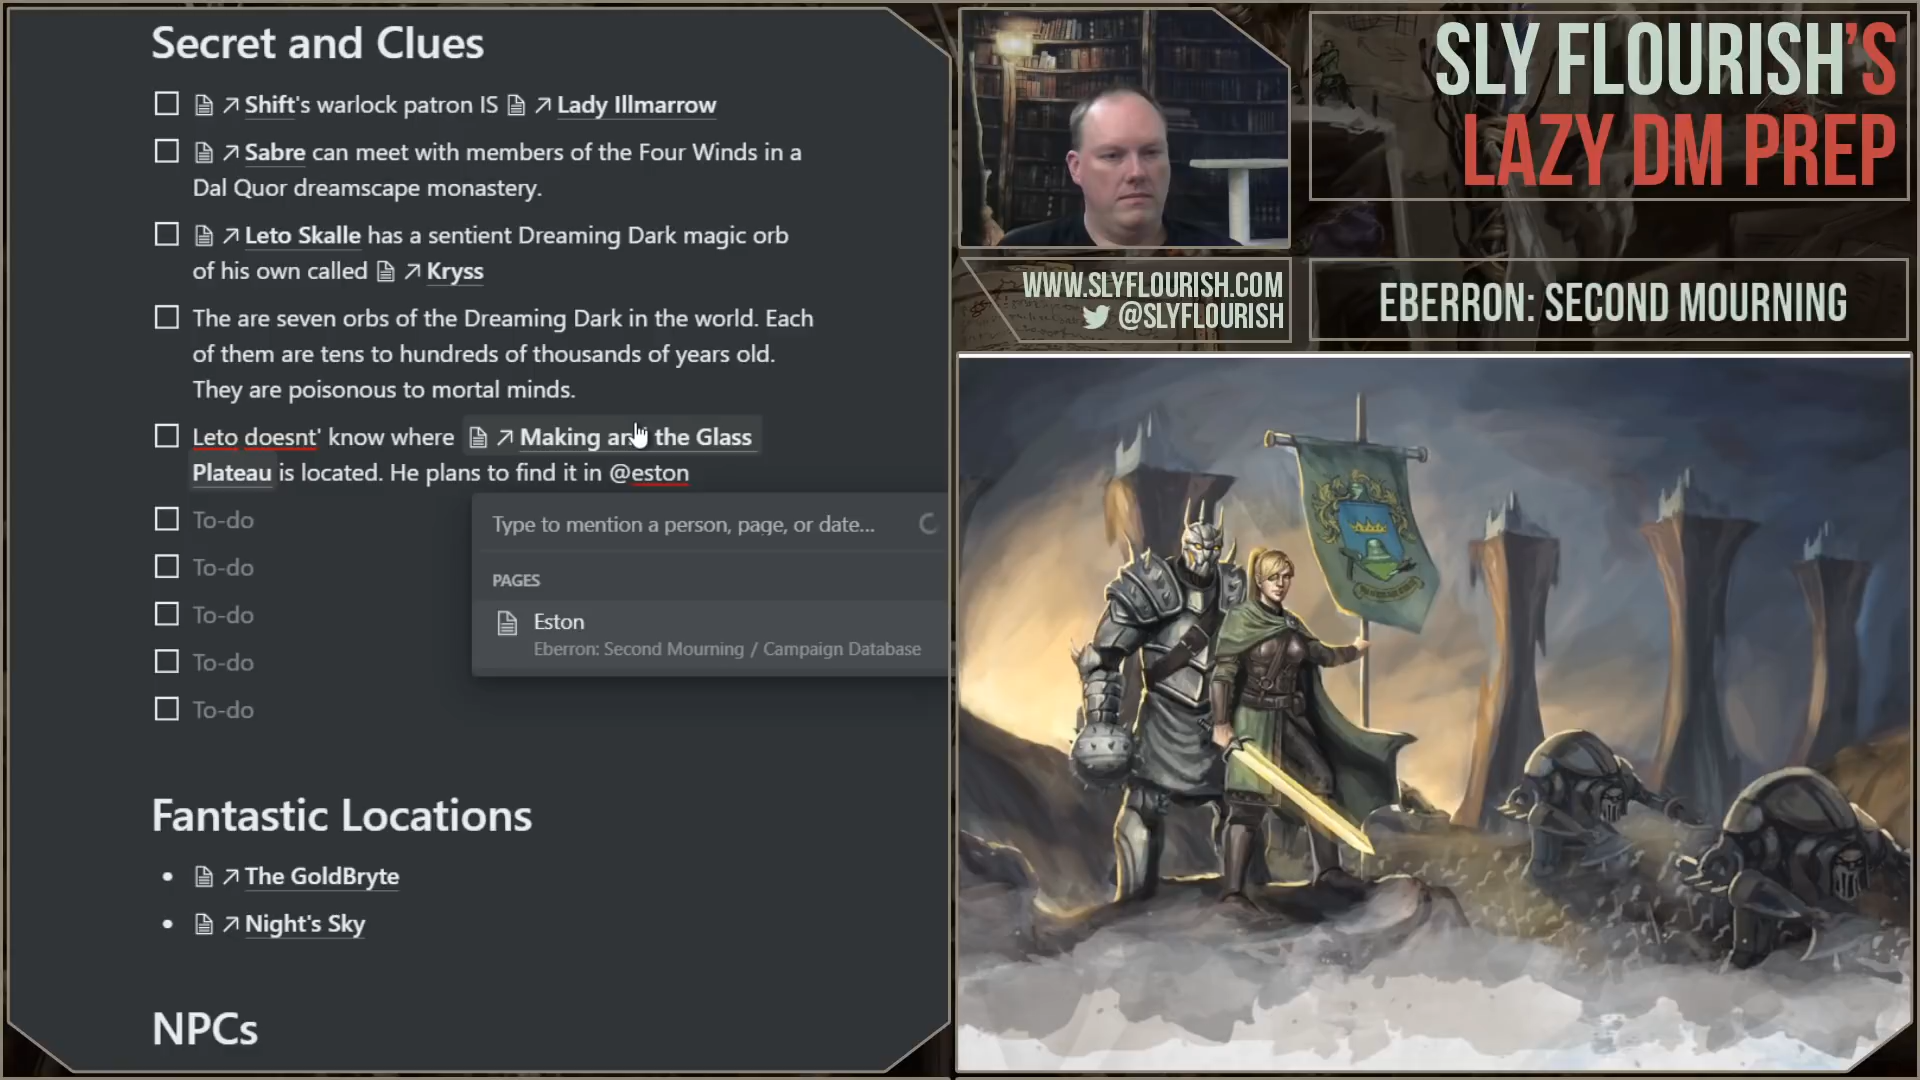 Secret and Clues
Shift's warlock patron IS Lady Illmarrow
Sabre can meet with members of the Four Winds in a
Dal Quor dreamscape monastery.
Leto Skalle has a sentient Dreaming Dark magic orb
of his own called Kryss
The are seven orbs of the Dreaming Dark in the world. Each
of them are tens to hundreds of thousands of years old.
They are poisonous to mortal minds.
Leto doesnt' know where Making and the Glass
Plateau is located. He plans to find it in @eston
To-do
To-do
To-do
To-do
To-do
Type to mention a person, page, or date...
PAGES
Eston
Eberron: Second Mourning / Campaign Database
Fantastic Locations
The GoldBryte
Night's Sky
NPCs
WWW.SLYFLOURISH.COM
@SLYFLOURISH
SLY FLOURISH'S
LAZY DM PREP
EBERRON: SECOND MOURNING